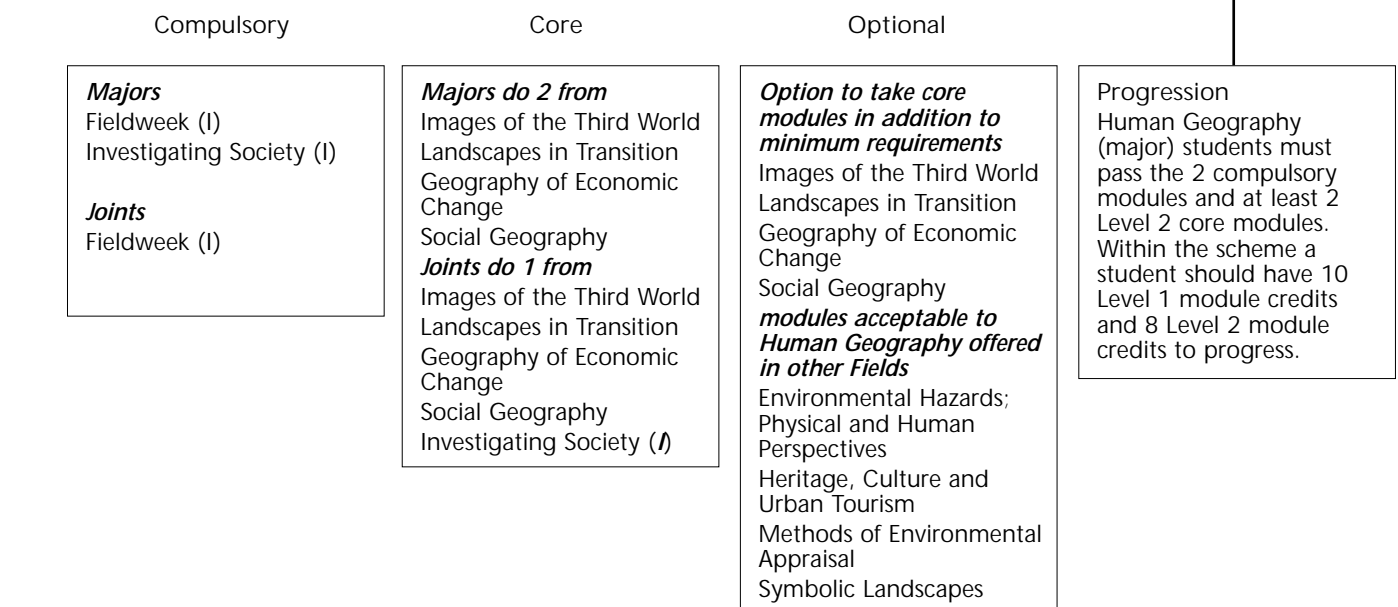 Compulsory
Core
Optional
Majors
Fieldweek (I)
Investigating Society (I)
Joints
Fieldweek (I)
Majors do 2 from
Images of the Third World
Landscapes in Transition
Geography of Economic
Change
Social Geography
Joints do 1 from
Images of the Third World
Landscapes in Transition
Geography of Economic
Change
Social Geography
Investigating Society (I)
Option to take core
modules in addition to
minimum requirements
Images of the Third World
Landscapes in Transition
Geography of Economic
Change
Social Geography
modules acceptable to
Human Geography offered
in other Fields
Environmental Hazards;
Physical and Human
Perspectives
Heritage, Culture and
Urban Tourism
Methods of Environmental
Appraisal
Symbolic Landscapes
Progression
Human Geography
(major) students must
pass the 2 compulsory
modules and at least 2
Level 2 core modules.
Within the scheme a
student should have 10
Level 1 module credits
and 8 Level 2 module
credits to progress.